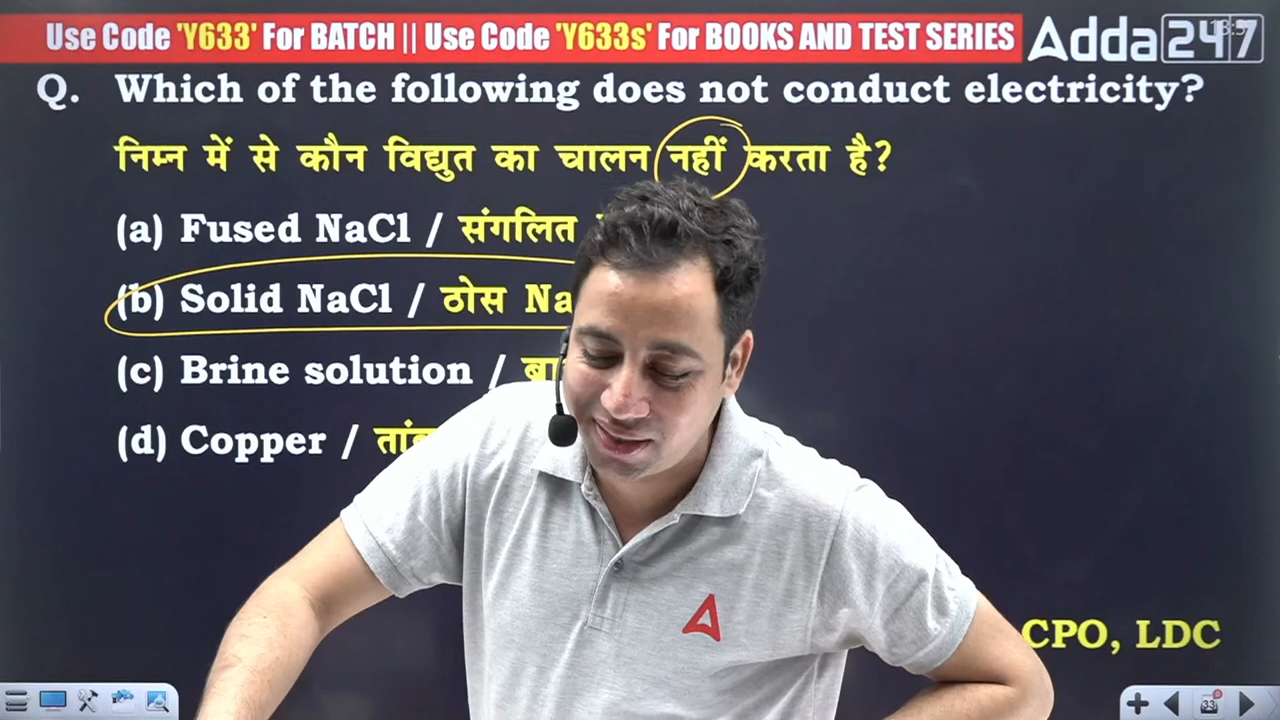 Use Code 'Y633' For BATCH || Use Code 'Y633s' For BOOKS AND TEST SERIES
Adda247
Q. Which of the following does not conduct electricity?
निम्न में से कौन विद्युत का चालन नहीं करता है?
(a) Fused NaCl / संगलित
(b) Solid NaCl / ठोस Na
(c) Brine solution /
(d) Copper /
CPO, LDC
33